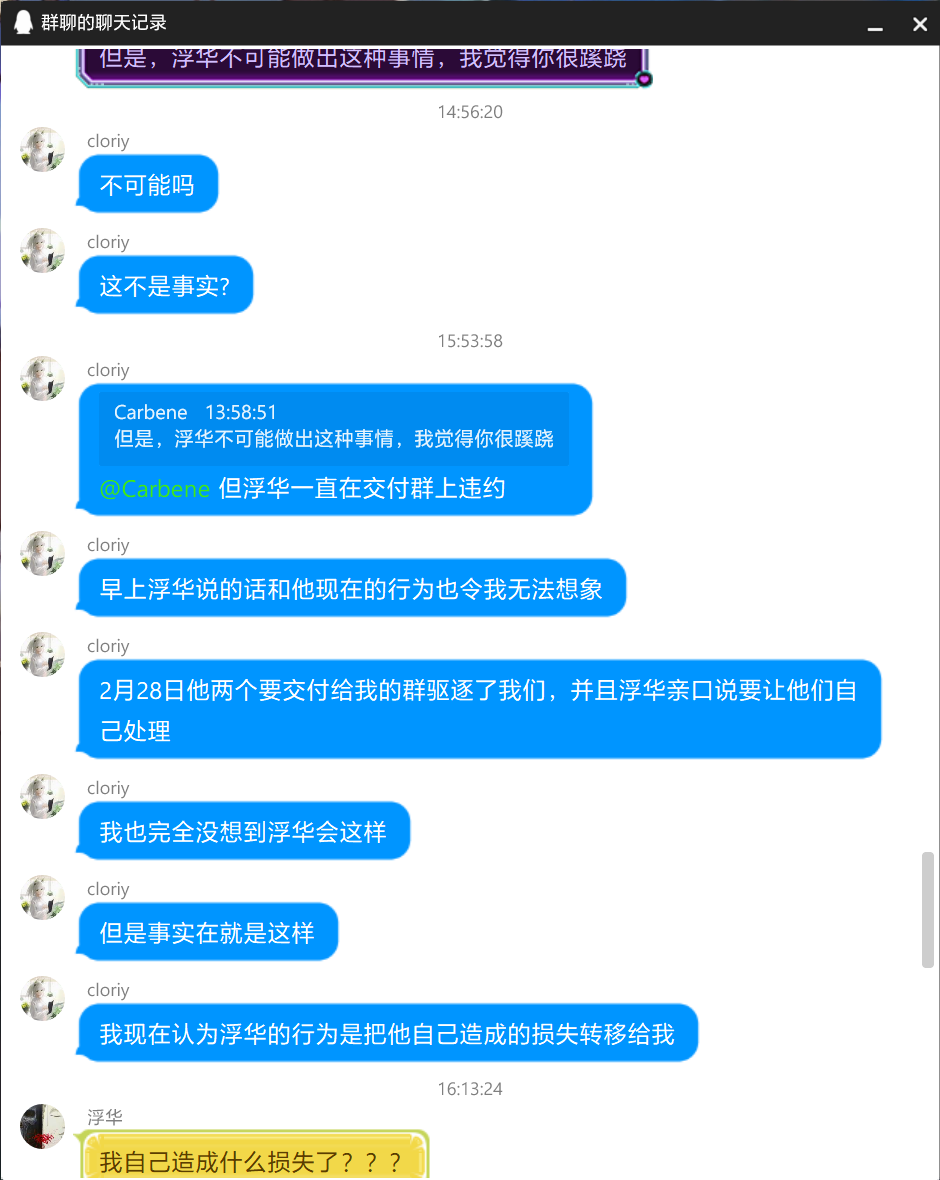 群聊的聊天记录
但是，浮华不可能做出这种事情，我觉得你很蹊跷
14:56:20
cloriy
不可能吗
cloriy
这不是事实?
15:53:58
cloriy
Carbene 13:58:51
但是，浮华不可能做出这种事情，我觉得你很蹊跷
@Carbene 但浮华一直在交付群上违约
cloriy
早上浮华说的话和他现在的行为也令我无法想象
cloriy
2月28日他两个要交付给我的群驱逐了我们，并且浮华亲口说要让他们自
己处理
cloriy
我也完全没想到浮华会这样
cloriy
但是事实在就是这样
cloriy
我现在认为浮华的行为是把他自己造成的损失转移给我
16:13:24
浮华
我自己造成什么损失了？？？